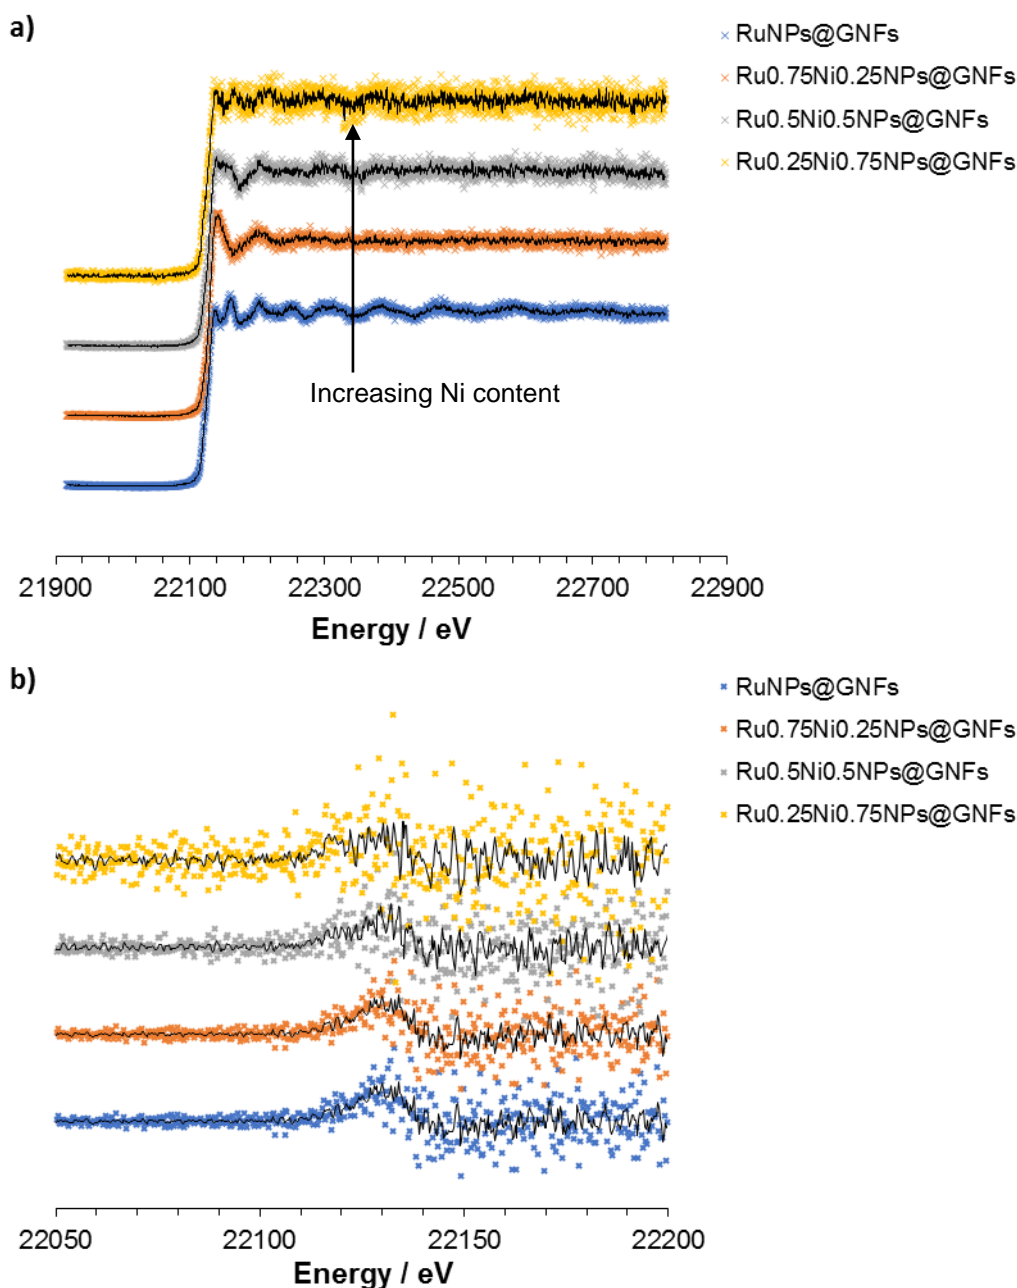 a)
RuNPs@GNFs
Ru0.75Ni0.25NPs@GNFs
Ru0.5Ni0.5NPs@GNFs
Ru0.25Ni0.75NPs@GNFs
Increasing Ni content
21900 22100 22300 22500 22700 22900
Energy / eV
b)
RuNPs@GNFs
Ru0.75Ni0.25NPs@GNFs
Ru0.5Ni0.5NPs@GNFs
Ru0.25Ni0.75NPs@GNFs
22050 22100 22150 22200
Energy / eV